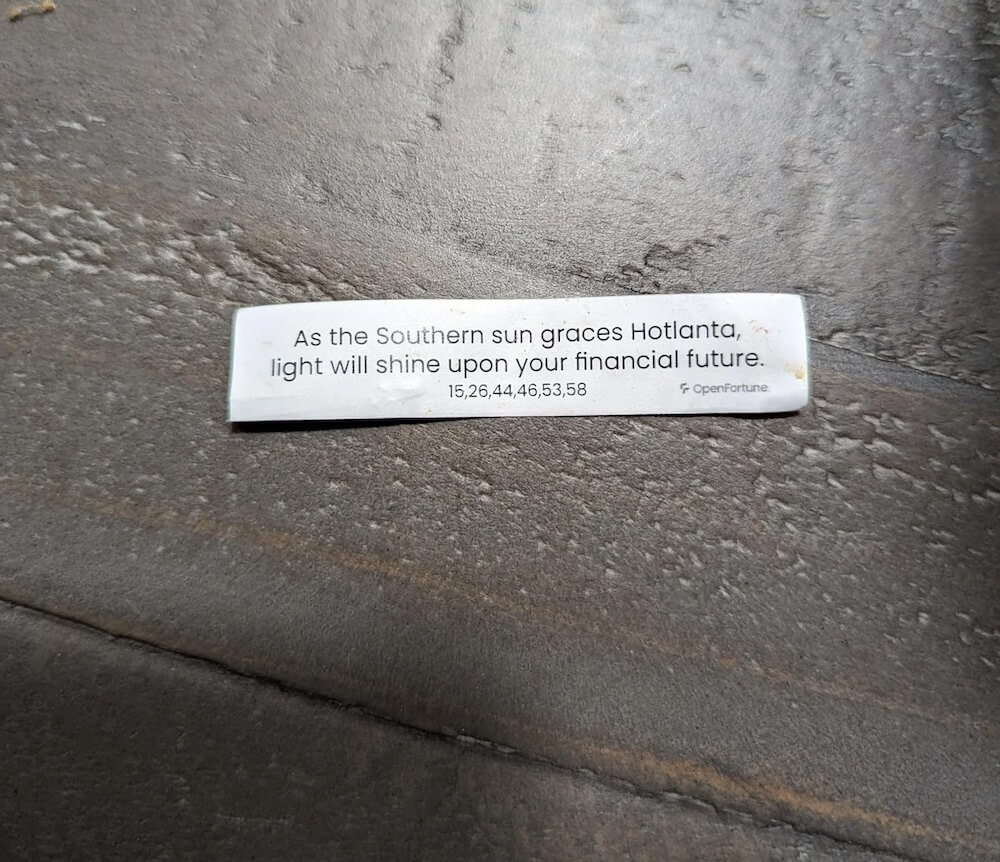 As the Southern sun graces Hotlanta,
light will shine upon your financial future.
15,26,44,46,53,58
OpenFortune.